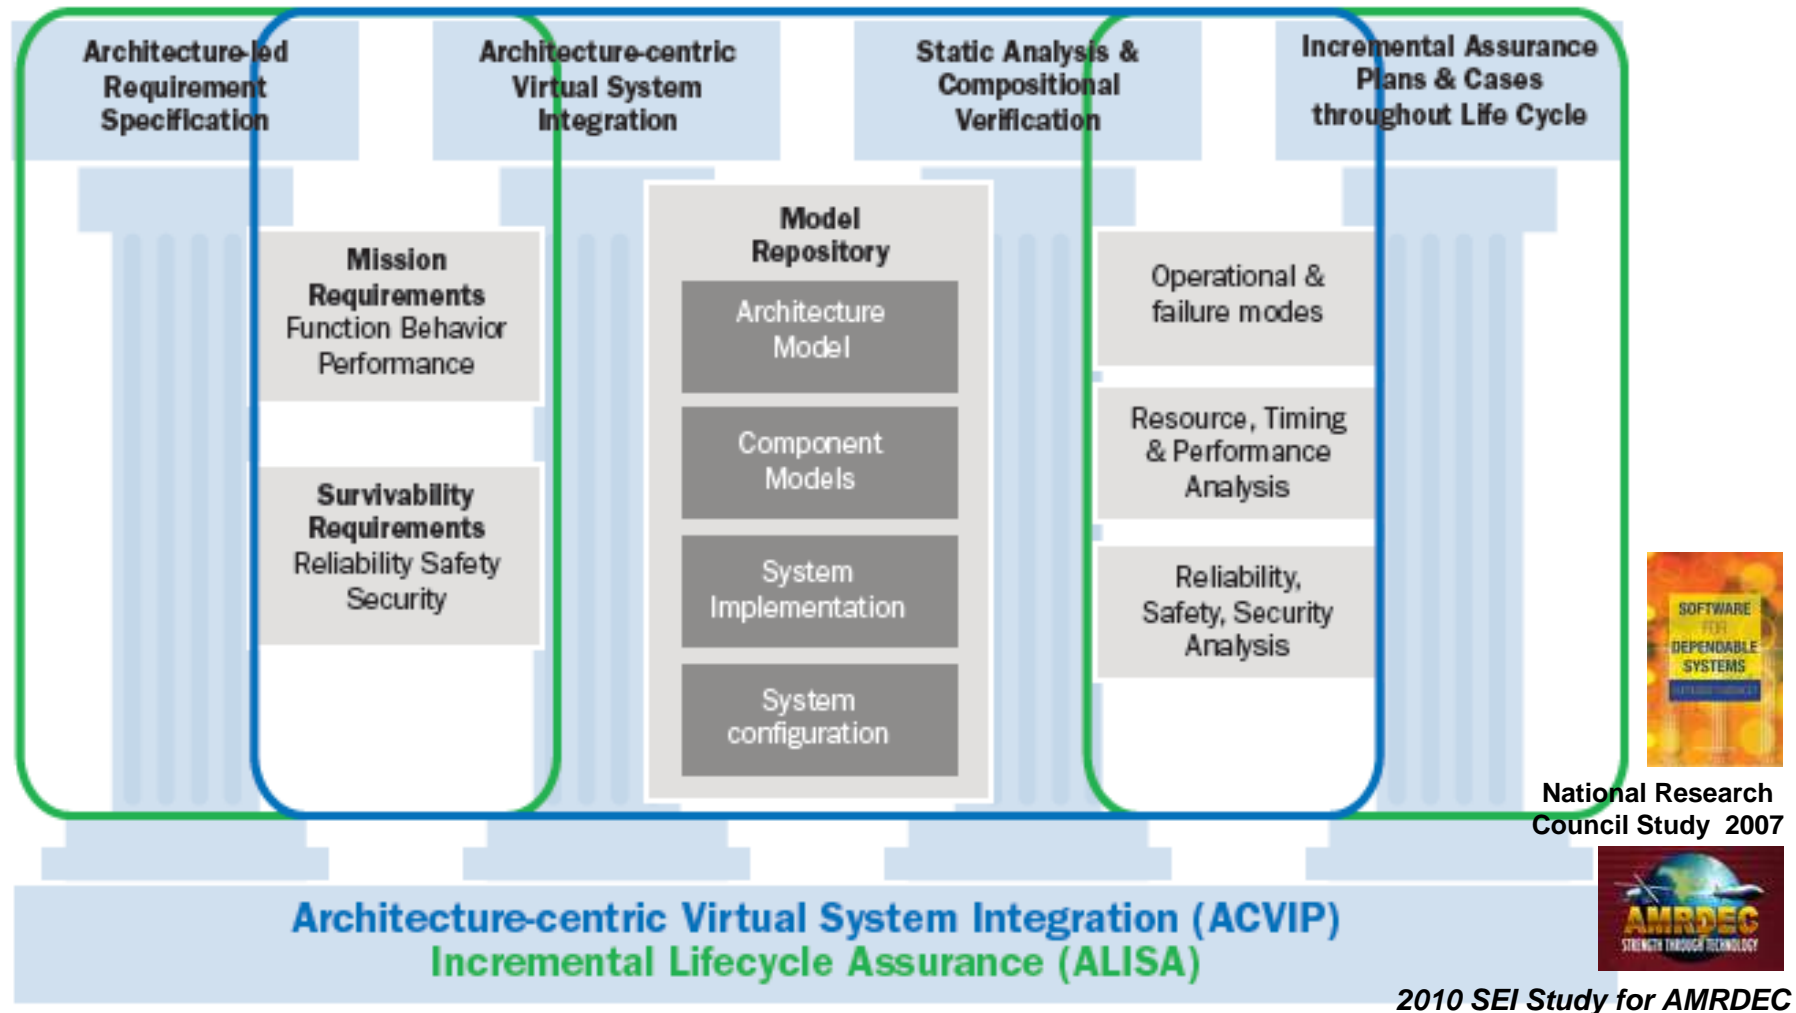 Architecture-led
Requirement
Specification
Architecture-centric
Virtual System
Integration
Static Analysis &
Compositional
Verification
Incremental Assurance
Plans & Cases
throughout Life Cycle
Mission
Requirements
Function Behavior
Performance
Survivability
Requirements
Reliability Safety
Security
Model
Repository
Architecture
Model
Component
Models
System
Implementation
System
configuration
Operational &
failure modes
Resource, Timing
& Performance
Analysis
Reliability,
Safety, Security
Analysis
SOFTWARE
FOR
DEPENDABLE
SYSTEMS
National Research
Council Study 2007
AMRDEC
STRENGTH THROUGH TECHNOLOGY
2010 SEI Study for AMRDEC
Architecture-centric Virtual System Integration (ACVIP)
Incremental Lifecycle Assurance (ALISA)